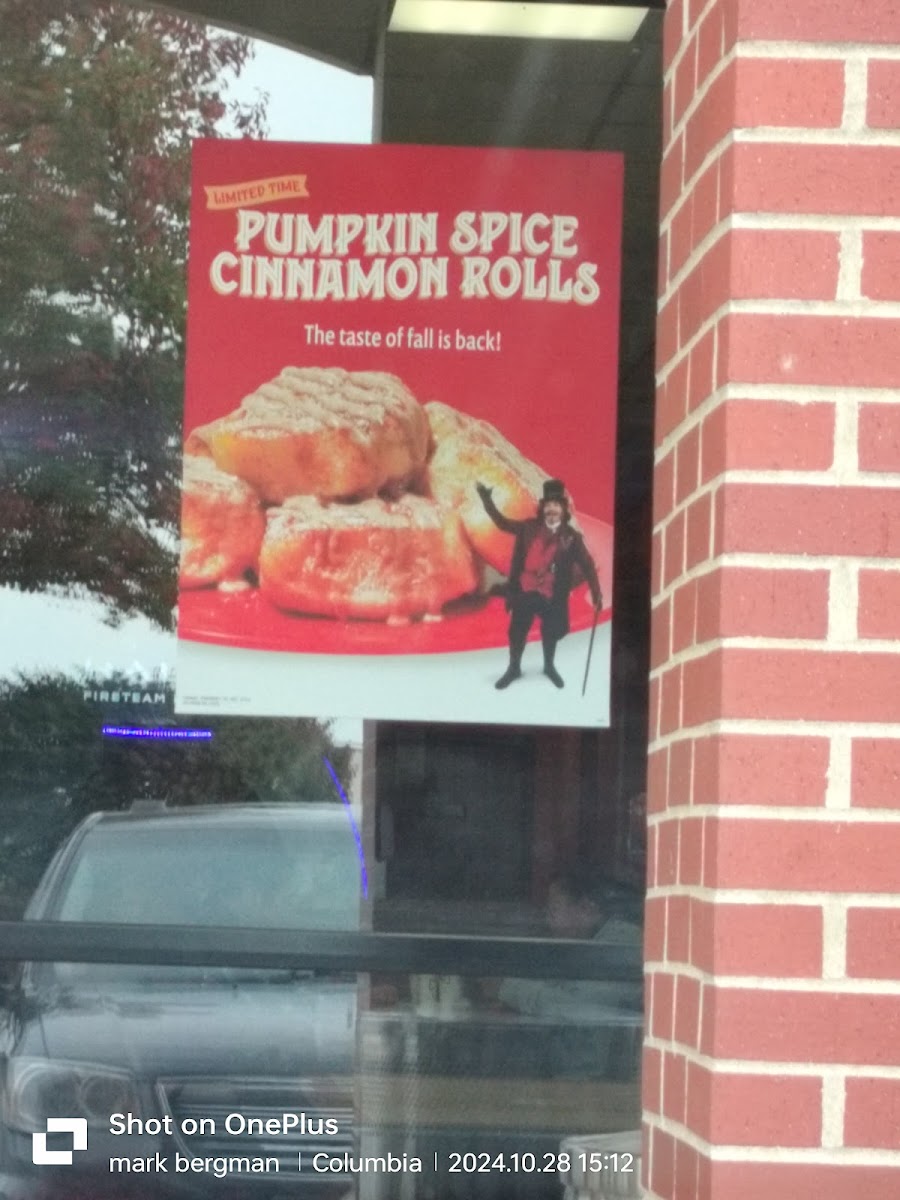 LIMITED TIME
PUMPKIN SPICE
CINNAMON ROLLS
The taste of fall is back!
FIRETEAM
Shot on OnePlus
mark bergman | Columbia | 2024.10.28 15:12